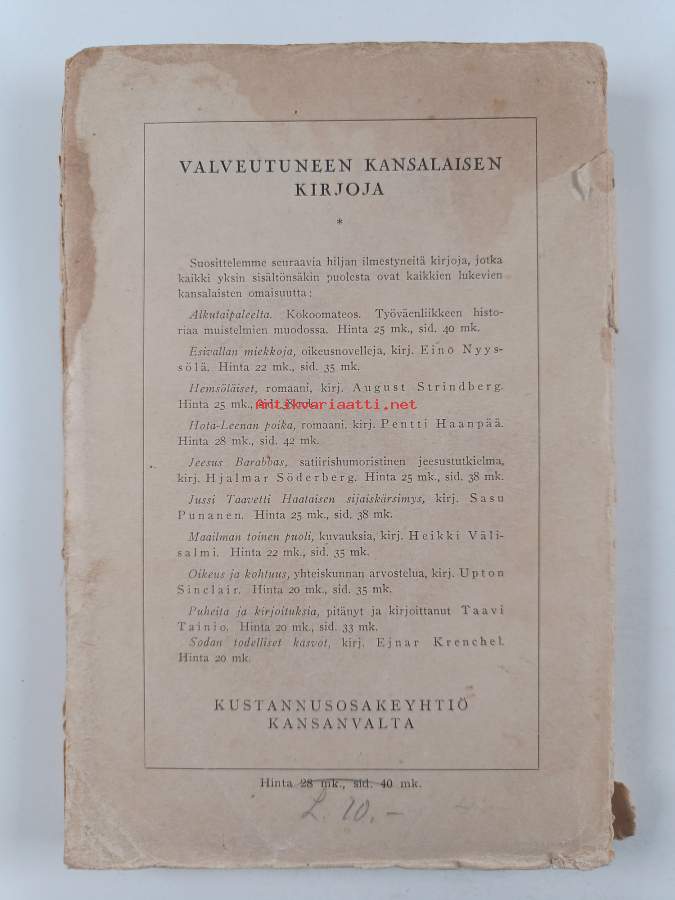 VALVEUTUNEEN KANSALAISEN
KIRJOJA
*
Suosittelemme seuraavia hiljan ilmestyneitä kirjoja, jotka
kaikki yksin sisältönsäkin puolesta ovat kaikkien lukevien
kansalaisten omaisuutta:
Alkutaipaleelta. Kokoomateos. Työväenliikkeen histo-
riaa muistelmien muodossa. Hinta 25 mk., sid. 40 mk.
Esivallan miekkoja, oikeusnovelleja, kirj. Eino Nyys-
sölä. Hinta 22 mk., sid. 35 mk.
Hemsöläiset, romaani, kirj. August Strindberg.
Hinta 25 mk., sid. 38 mk.
antikvariaatti.net
Hota-Leenan poika, romaani. kirj. Pentti Haanpää.
Hinta 28 mk., sid. 42 mk.
Jeesus Barabbas, satiirishumoristinen jeesustutkielma,
kirj. Hjalmar Söderberg. Hinta 25 mk., sid. 38 mk.
Jussi Taavetti Haataisen sijaiskärsimys, kirj. Sasu
Punanen. Hinta 25 mk., sid. 38 mk.
Maailman toinen puoli, kuvauksia, kirj. Heikki Väli-
salmi. Hinta 22 mk., sid. 35 mk.
Oikeus ja kohtuus, yhteiskunnan arvostelua, kirj. Upton
Sinclair. Hinta 20 mk., sid. 35 mk.
Puheita ja kirjoituksia, pitänyt ja kirjoittanut Taavi
Tainio. Hinta 20 mk., sid. 33 mk.
Sodan todelliset kasvot, kirj. Ejnar Krenchel.
Hinta 20 mk.
KUSTANNUSOSAKEYHTIÖ
KANSANVALTA
Hinta 28 mk., sid. 40 mk.
L. 20.-